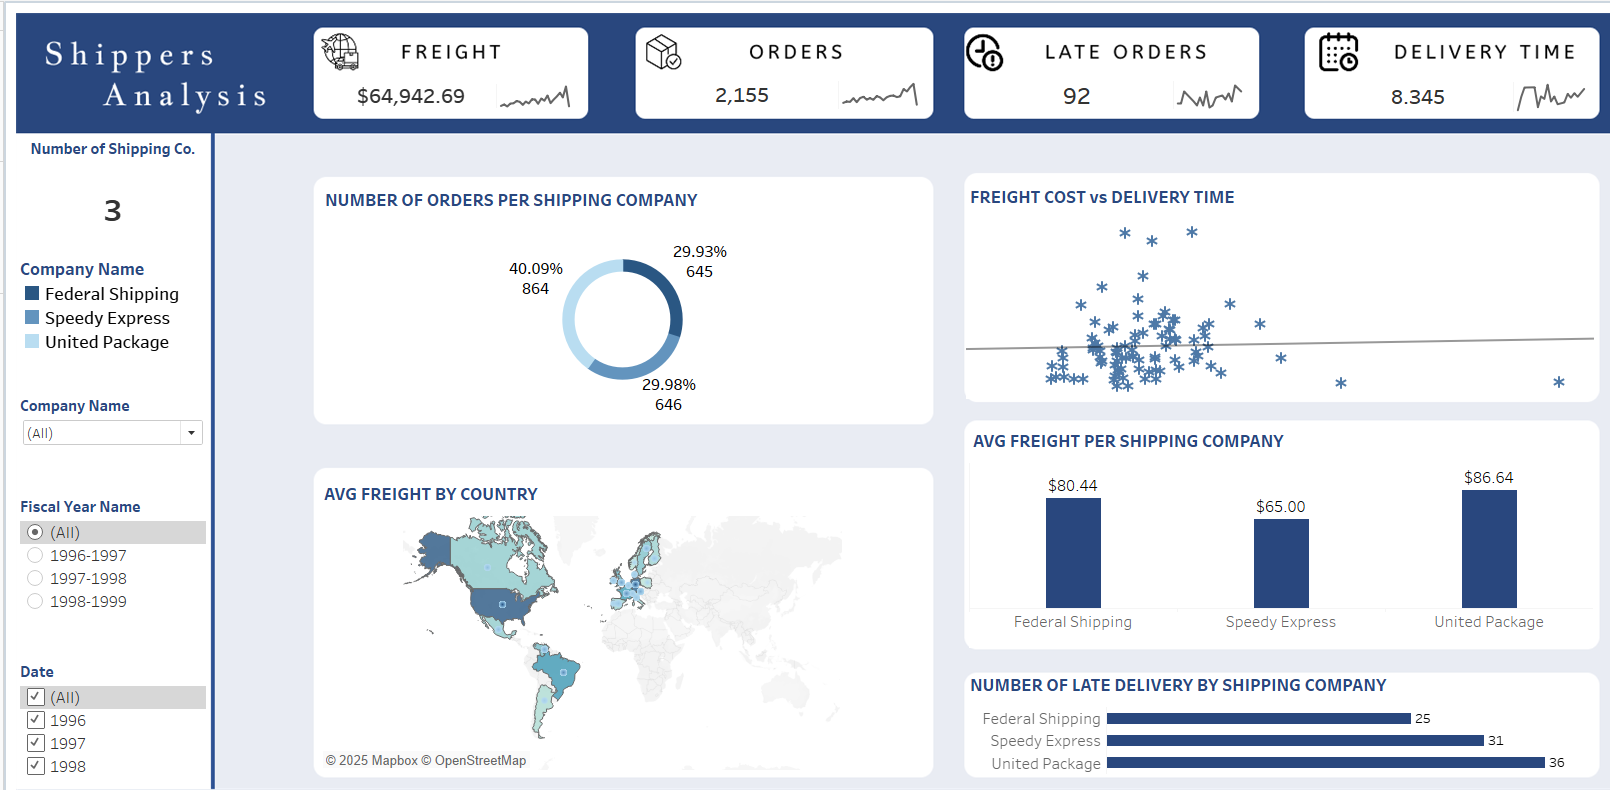 Shippers
Analysis
FREIGHT
$64,942.69
ORDERS
2,155
LATE ORDERS
92
DELIVERY TIME
8.345
Number of Shipping Co.
3
Company Name
Federal Shipping
Speedy Express
United Package
Company Name
(All)
Fiscal Year Name
(All)
1996-1997
1997-1998
1998-1999
Date
(All)
1996
1997
1998
NUMBER OF ORDERS PER SHIPPING COMPANY
29.93%
645
40.09%
864
29.98%
646
AVG FREIGHT BY COUNTRY
© 2025 Mapbox © OpenStreetMap
FREIGHT COST vs DELIVERY TIME
AVG FREIGHT PER SHIPPING COMPANY
$80.44
$65.00
$86.64
Federal Shipping
Speedy Express
United Package
NUMBER OF LATE DELIVERY BY SHIPPING COMPANY
Federal Shipping 25
Speedy Express 31
United Package 36